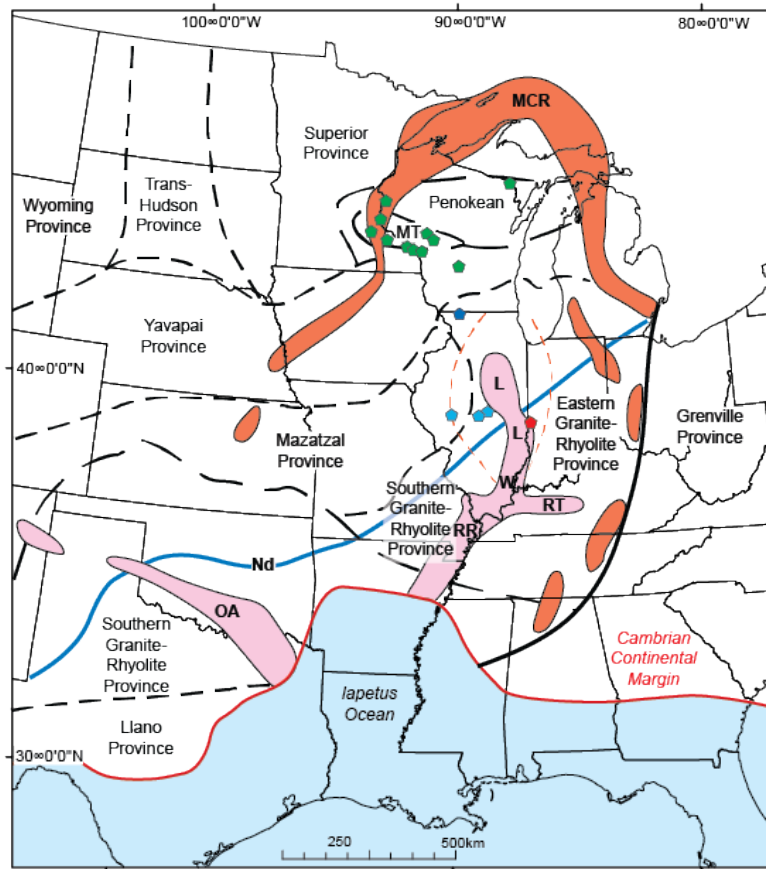 100∞0'0"W
90∞0'0"W
80∞0'0"W
MCR
Superior
Province
Trans-
Hudson
Province
Wyoming
Province
Penokean
MT
Yavapai
Province
40∞0'0"N
L
Eastern
Granite-
Rhyolite
Province
Grenville
Province
Mazatzal
Province
L
W
Southern
Granite-
Rhyolite
Province
RT
RR
Nd
OA
Southern
Granite-
Rhyolite
Province
Cambrian
Continental
Margin
Iapetus
Ocean
Llano
Province
30∞0'0"N
250
500km